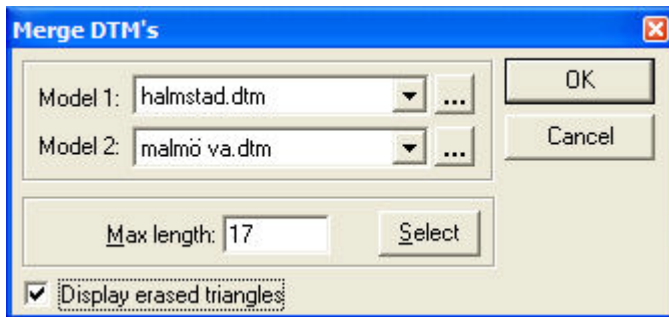 Merge DTM's
Model 1: halmstad.dtm ...
OK
Model 2: malmö va.dtm ...
Cancel
Max length: 17 Select
Display erased triangles